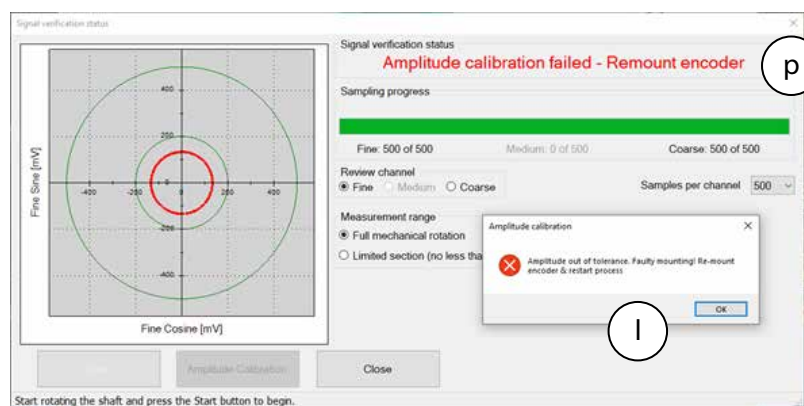 Signal verification status
Signal verification status
Amplitude calibration failed - Remount encoder
p
Sampling progress
Fine: 500 of 500 Medium: 0 of 500 Coarse: 500 of 500
Review channel
Fine Medium Coarse
Samples per channel 500
Measurement range
Full mechanical rotation
Limited section (no less tha
Amplitude calibration
Amplitude out of tolerance. Faulty mounting! Re-mount
encoder & restart process
OK
l
Fine Sine [mV]
400
200
-400 -200 0 200 400
-200
-400
Fine Cosine [mV]
Amplitude Calibration Close
Start rotating the shaft and press the Start button to begin.